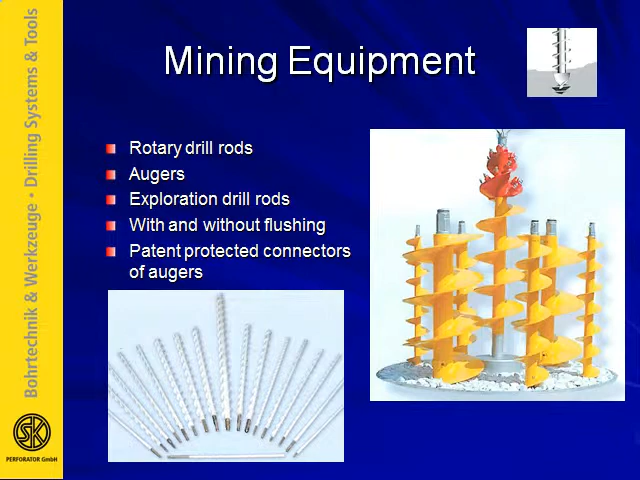 Mining Equipment
Rotary drill rods
Augers
Exploration drill rods
With and without flushing
Patent protected connectors
of augers
Bohrtechnik & Werkzeuge • Drilling Systems & Tools
SK
PERFORATOR GmbH